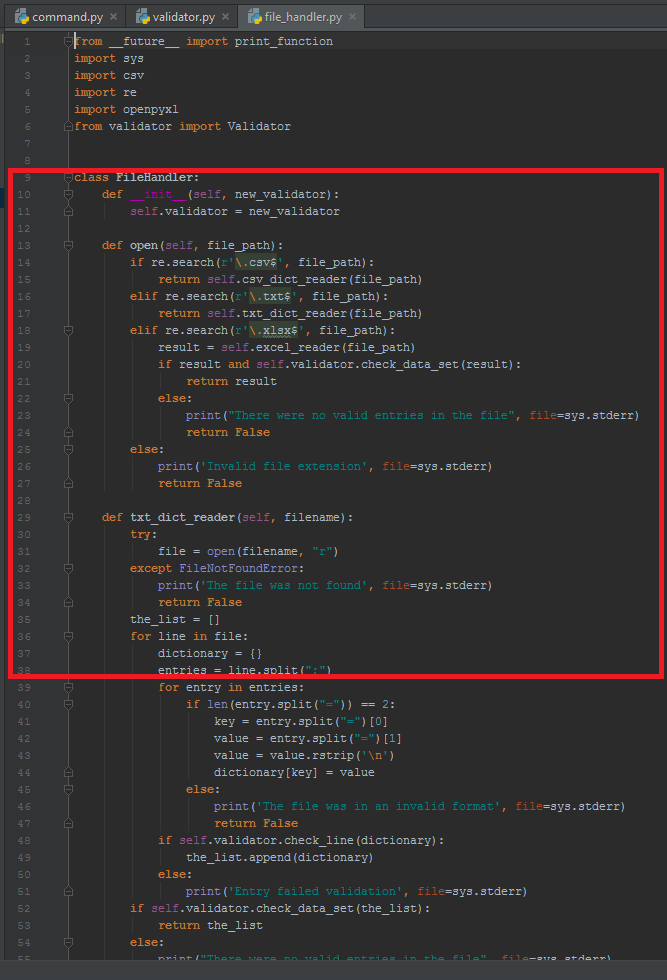 command.py × validator.py × file_handler.py ×
1 from __future__ import print_function
2 import sys
3 import csv
4 import re
5 import openpyxl
6 from validator import Validator
7
8
9 class FileHandler:
10     def __init__(self, new_validator):
11         self.validator = new_validator
12
13     def open(self, file_path):
14         if re.search(r'\.csv$', file_path):
15             return self.csv_dict_reader(file_path)
16         elif re.search(r'\.txt$', file_path):
17             return self.txt_dict_reader(file_path)
18         elif re.search(r'\.xlsx$', file_path):
19             result = self.excel_reader(file_path)
20             if result and self.validator.check_data_set(result):
21                 return result
22             else:
23                 print("There were no valid entries in the file", file=sys.stderr)
24                 return False
25         else:
26             print('Invalid file extension', file=sys.stderr)
27             return False
28
29     def txt_dict_reader(self, filename):
30         try:
31             file = open(filename, "r")
32         except FileNotFoundError:
33             print('The file was not found', file=sys.stderr)
34             return False
35         the_list = []
36         for line in file:
37             dictionary = {}
38             entries = line.split(";")
39             for entry in entries:
40                 if len(entry.split("=")) == 2:
41                     key = entry.split("=")[0]
42                     value = entry.split("=")[1]
43                     value = value.rstrip('\n')
44                     dictionary[key] = value
45                 else:
46                     print('The file was in an invalid format', file=sys.stderr)
47                     return False
48             if self.validator.check_line(dictionary):
49                 the_list.append(dictionary)
50             else:
51                 print('Entry failed validation', file=sys.stderr)
52         if self.validator.check_data_set(the_list):
53             return the_list
54         else:
55             print("There were no valid entries in the file", file=sys.stderr)